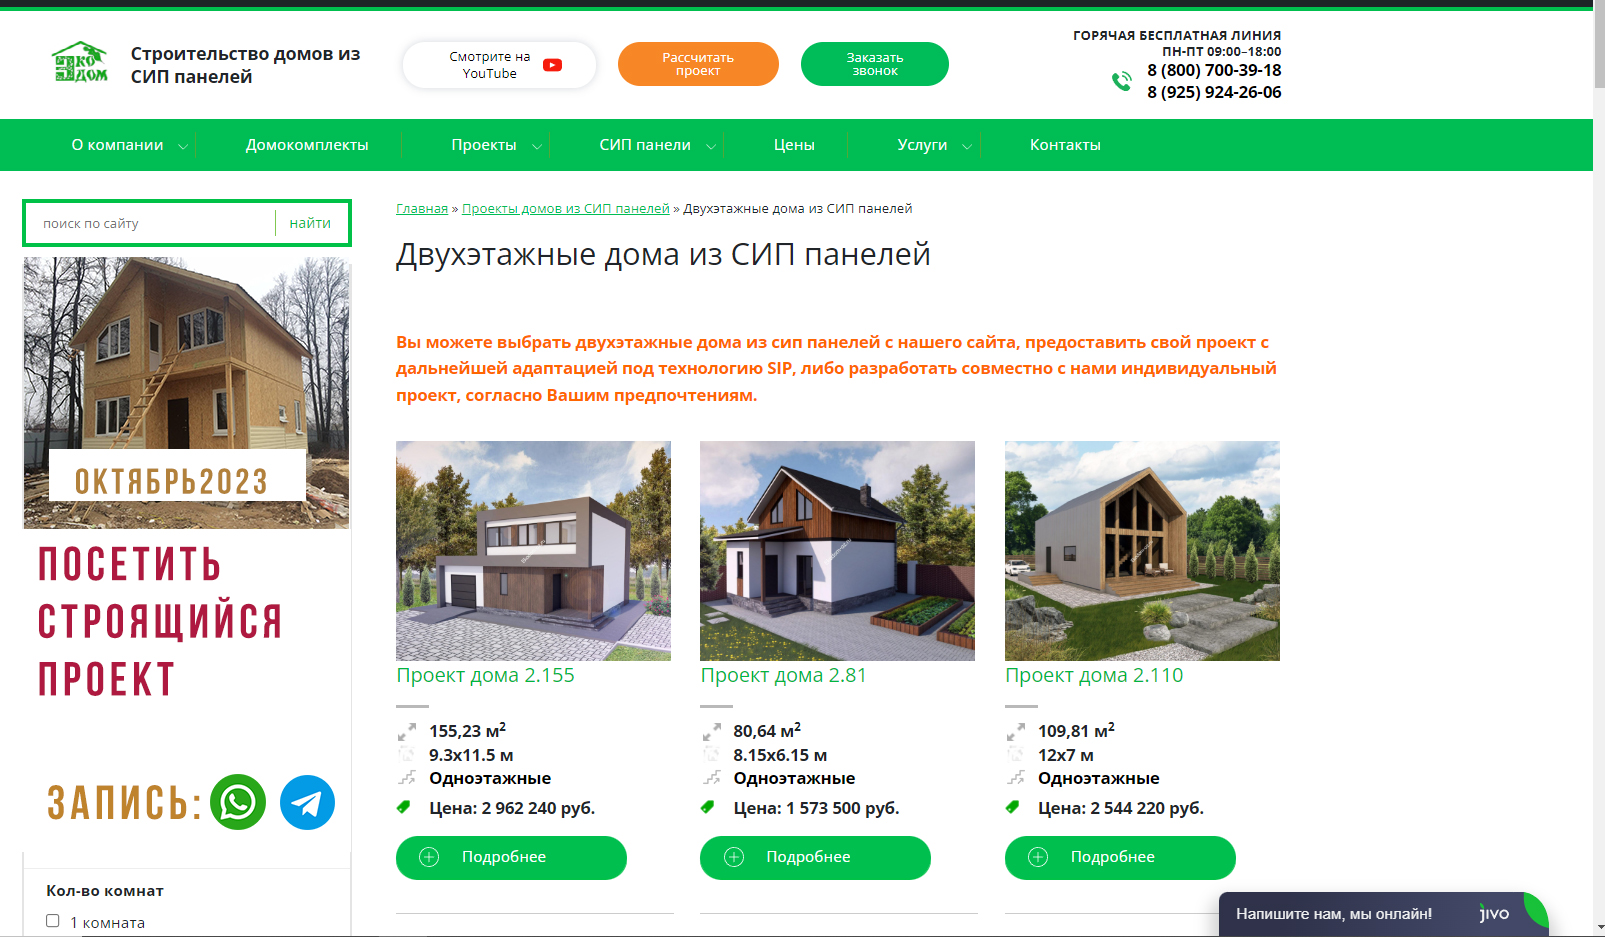 ЭКО
ДОМ
Строительство домов из
СИП панелей
Смотрите на
YouTube
Рассчитать
проект
Заказать
звонок
ГОРЯЧАЯ БЕСПЛАТНАЯ ЛИНИЯ
ПН-ПТ 09:00–18:00
8 (800) 700-39-18
8 (925) 924-26-06
О компании
Домокомплекты
Проекты
СИП панели
Цены
Услуги
Контакты
поиск по сайту
найти
Главная » Проекты домов из СИП панелей » Двухэтажные дома из СИП панелей
Двухэтажные дома из СИП панелей
Вы можете выбрать двухэтажные дома из сип панелей с нашего сайта, предоставить свой проект с
дальнейшей адаптацией под технологию SIP, либо разработать совместно с нами индивидуальный
проект, согласно Вашим предпочтениям.
ОКТЯБРЬ2023
ПОСЕТИТЬ
СТРОЯЩИЙСЯ
ПРОЕКТ
ЗАПИСЬ:
Кол-во комнат
1 комната
Проект дома 2.155
155,23 м²
9.3x11.5 м
Одноэтажные
Цена: 2 962 240 руб.
Подробнее
Проект дома 2.81
80,64 м²
8.15x6.15 м
Одноэтажные
Цена: 1 573 500 руб.
Подробнее
Проект дома 2.110
109,81 м²
12x7 м
Одноэтажные
Цена: 2 544 220 руб.
Подробнее
Напишите нам, мы онлайн!
jivo